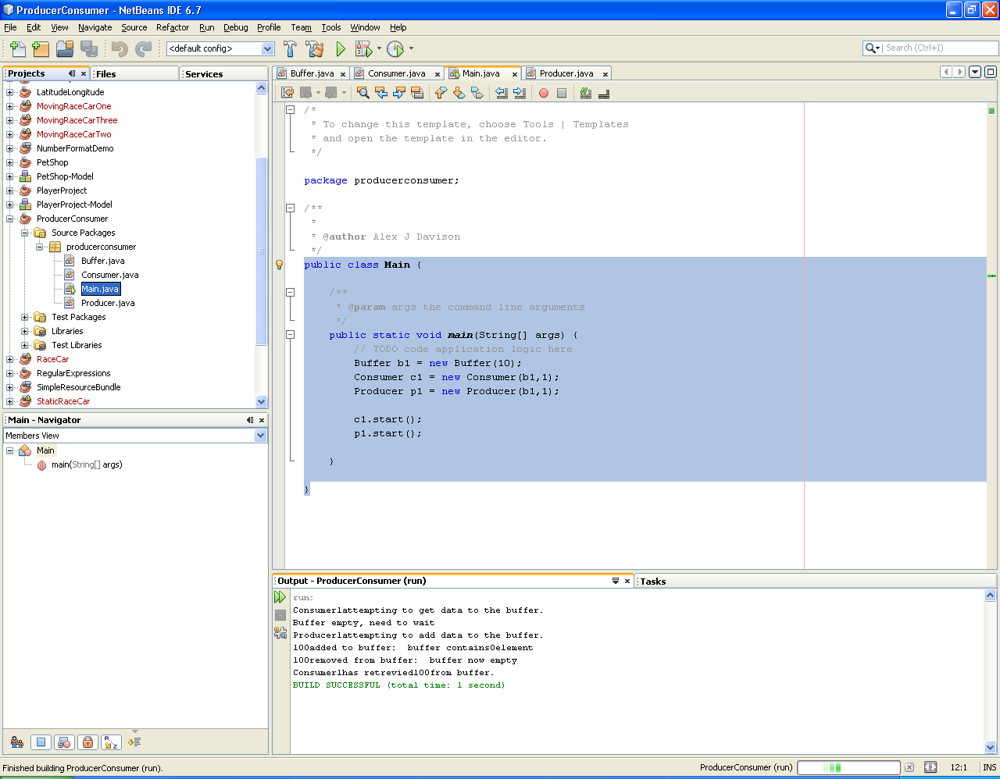 ProducerConsumer - NetBeans IDE 6.7
File Edit View Navigate Source Refactor Run Debug Profile Team Tools Window Help
<default config>
Search (Ctrl+I)
Projects
Files
Services
LatitudeLongitude
MovingRaceCarOne
MovingRaceCarThree
MovingRaceCarTwo
NumberFormatDemo
PetShop
PetShop-Model
PlayerProject
PlayerProject-Model
ProducerConsumer
Source Packages
producerconsumer
Buffer.java
Consumer.java
Main.java
Producer.java
Test Packages
Libraries
Test Libraries
RaceCar
RegularExpressions
SimpleResourceBundle
StaticRaceCar
Main - Navigator
Members View
Main
main(String[] args)
Buffer.java
Consumer.java
Main.java
Producer.java
/*
* To change this template, choose Tools | Templates
* and open the template in the editor.
*/
package producerconsumer;
/**
*
* @author Alex J Davison
*/
public class Main {
/**
* @param args the command line arguments
*/
public static void main(String[] args) {
// TODO code application logic here
Buffer b1 = new Buffer(10);
Consumer c1 = new Consumer(b1,1);
Producer p1 = new Producer(b1,1);
c1.start();
p1.start();
}
}
Output - ProducerConsumer (run)
Tasks
run:
Consumer1attempting to get data to the buffer.
Buffer empty, need to wait
Producer1attempting to add data to the buffer.
100added to buffer:  buffer contains0element
100removed from buffer:  buffer now empty
Consumer1has retrevied100from buffer.
BUILD SUCCESSFUL (total time: 1 second)
Finished building ProducerConsumer (run).
ProducerConsumer (run)
12:1
INS